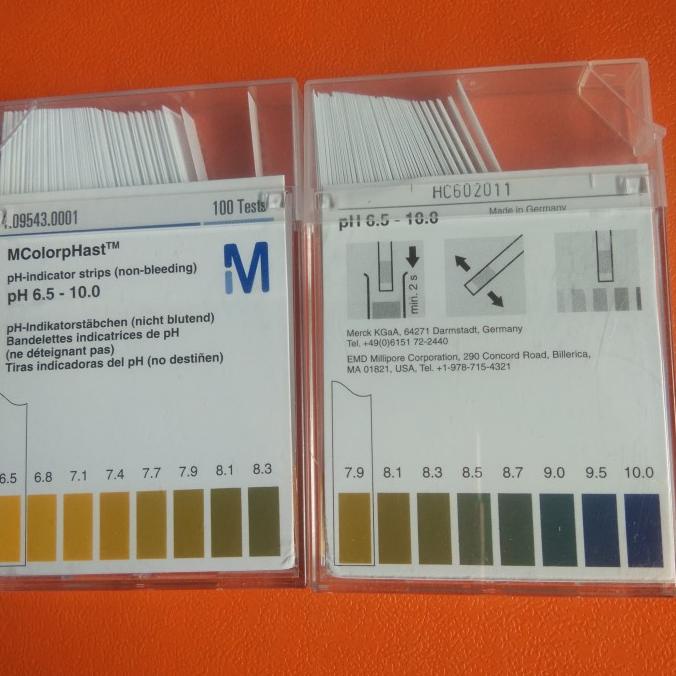 .09543.0001
100 Tests
MColorpHast™
pH-indicator strips (non-bleeding)
pH 6.5 - 10.0
pH-Indikatorstäbchen (nicht blutend)
Bandelettes indicatrices de pH
(ne déteignant pas)
Tiras indicadoras del pH (no destiñen)
M
6.5 6.8 7.1 7.4 7.7 7.9 8.1 8.3
HC602011
Made in Germany
pH 6.5 - 10.0
min. 2 s
Merck KGaA, 64271 Darmstadt, Germany
Tel. +49(0)6151 72-2440
EMD Millipore Corporation, 290 Concord Road, Billerica,
MA 01821, USA, Tel. +1-978-715-4321
7.9 8.1 8.3 8.5 8.7 9.0 9.5 10.0